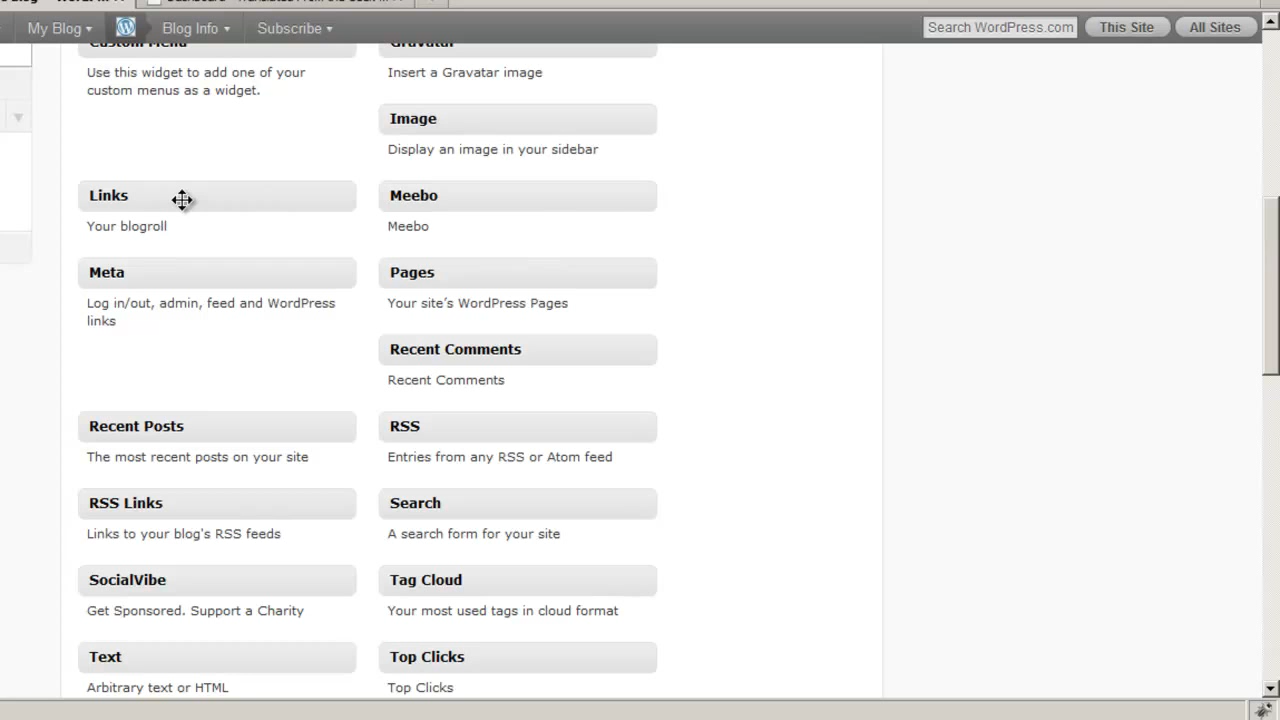 My Blog
Blog Info
Subscribe
Search WordPress.com
This Site
All Sites
Custom Menu
Gravatar
Use this widget to add one of your
custom menus as a widget.
Insert a Gravatar image
Image
Display an image in your sidebar
Links
Meebo
Your blogroll
Meebo
Meta
Pages
Log in/out, admin, feed and WordPress
links
Your site’s WordPress Pages
Recent Comments
Recent Comments
Recent Posts
RSS
The most recent posts on your site
Entries from any RSS or Atom feed
RSS Links
Search
Links to your blog's RSS feeds
A search form for your site
SocialVibe
Tag Cloud
Get Sponsored. Support a Charity
Your most used tags in cloud format
Text
Top Clicks
Arbitrary text or HTML
Top Clicks